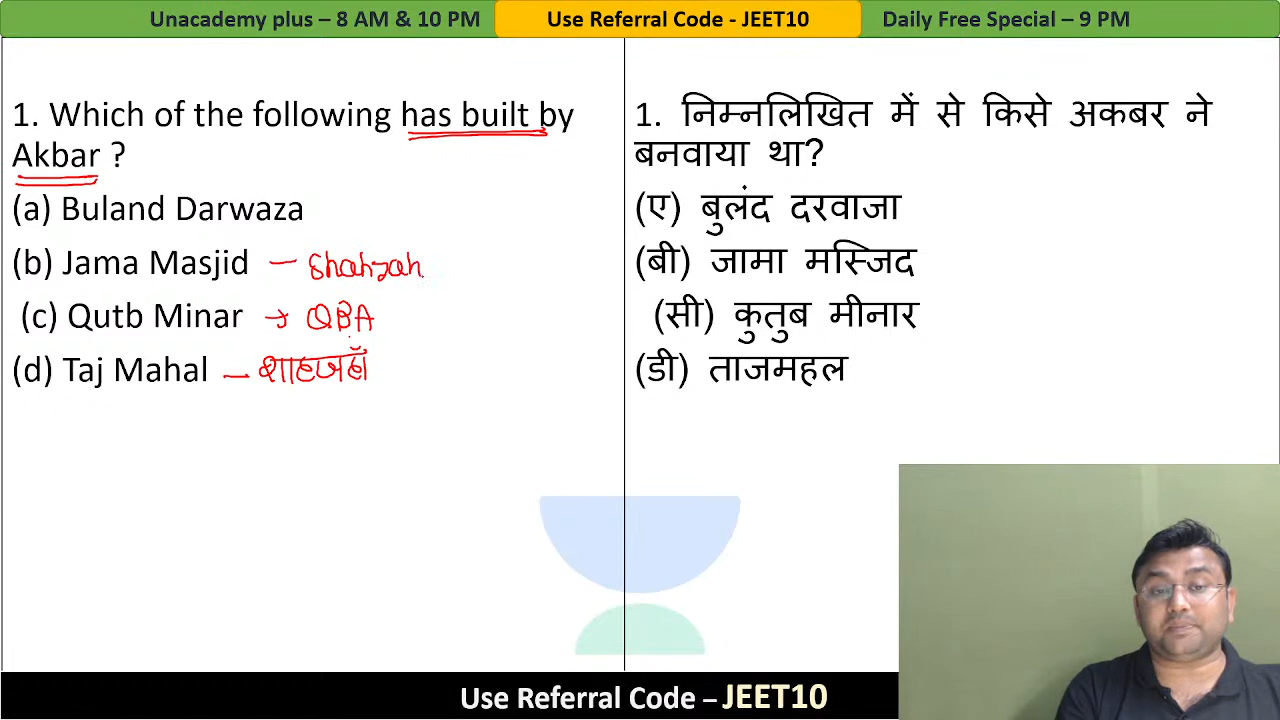 Unacademy plus – 8 AM & 10 PM
Use Referral Code - JEET10
Daily Free Special – 9 PM
1. Which of the following has built by
Akbar ?
(a) Buland Darwaza
(b) Jama Masjid – Shahjah
(c) Qutb Minar → QBA
(d) Taj Mahal – शाहजहाँ
1. निम्नलिखित में से किसे अकबर ने
बनवाया था?
(ए) बुलंद दरवाजा
(बी) जामा मस्जिद
(सी) कुतुब मीनार
(डी) ताजमहल
Use Referral Code – JEET10